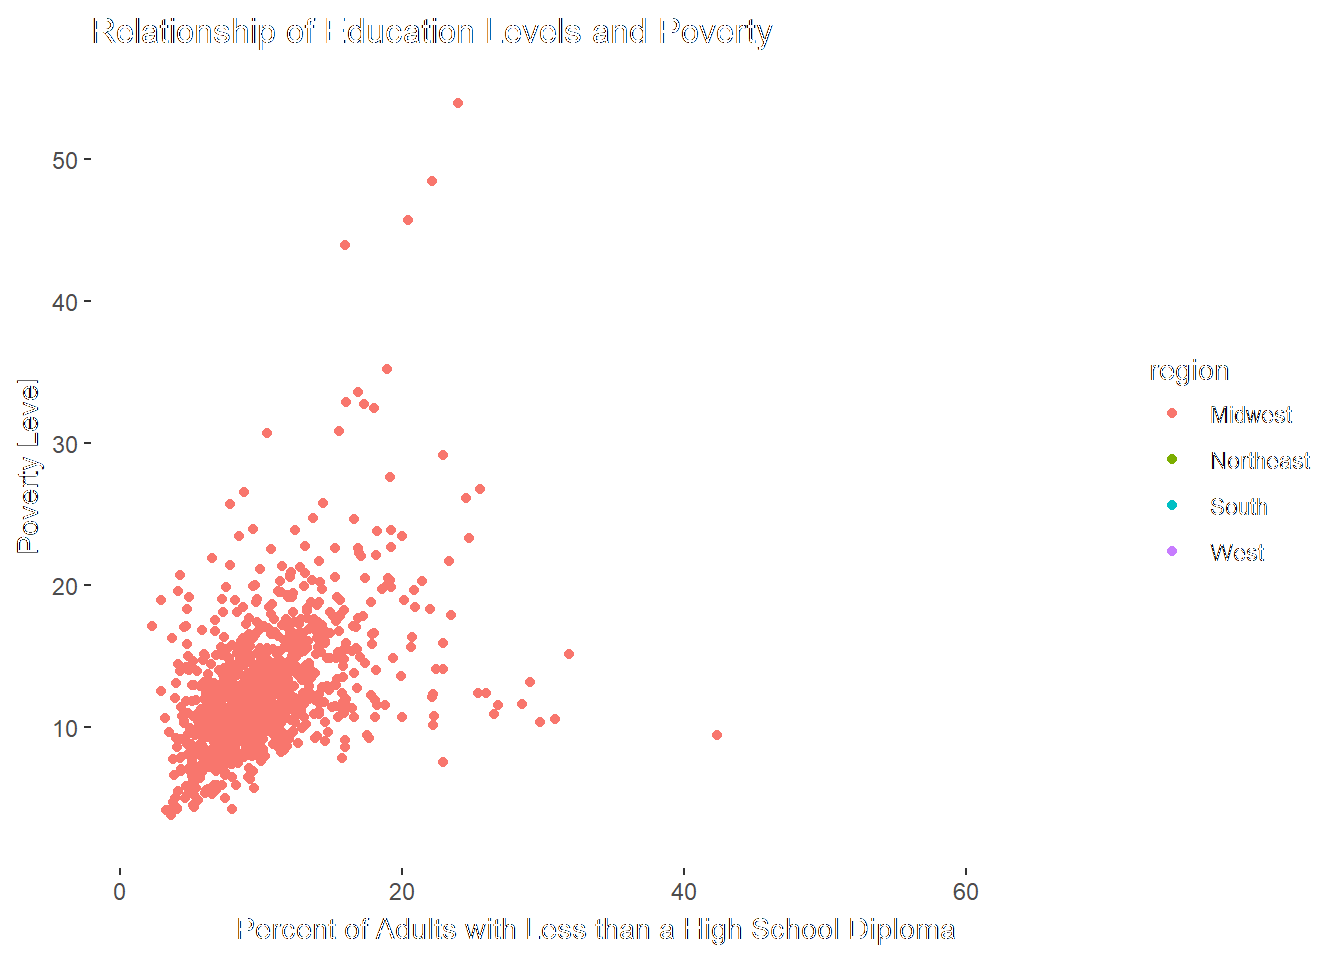 Relationship of Education Levels and Poverty
50
40
30
20
10
Poverty Level
0 20 40 60
Percent of Adults with Less than a High School Diploma
region
Midwest
Northeast
South
West